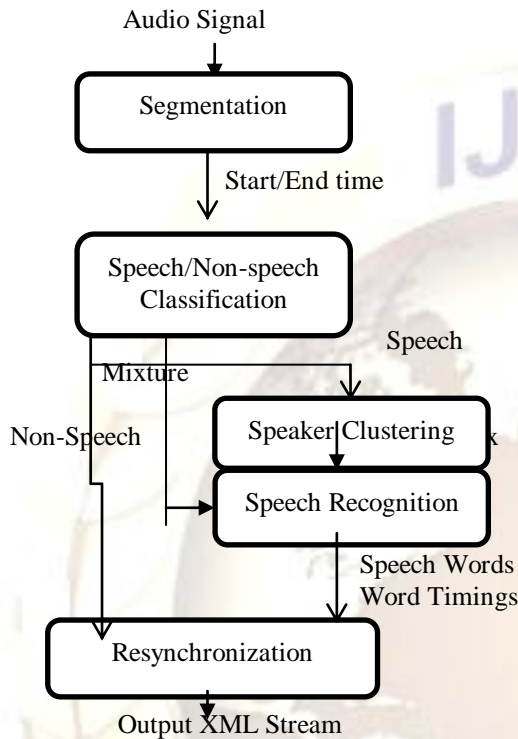 Audio Signal
Segmentation
IJ
Start/End time
Speech/Non-speech
Classification
Speech
Mixture
Non-Speech
Speaker Clustering
x
Speech Recognition
Speech Words
Word Timings
Resynchronization
Output XML Stream